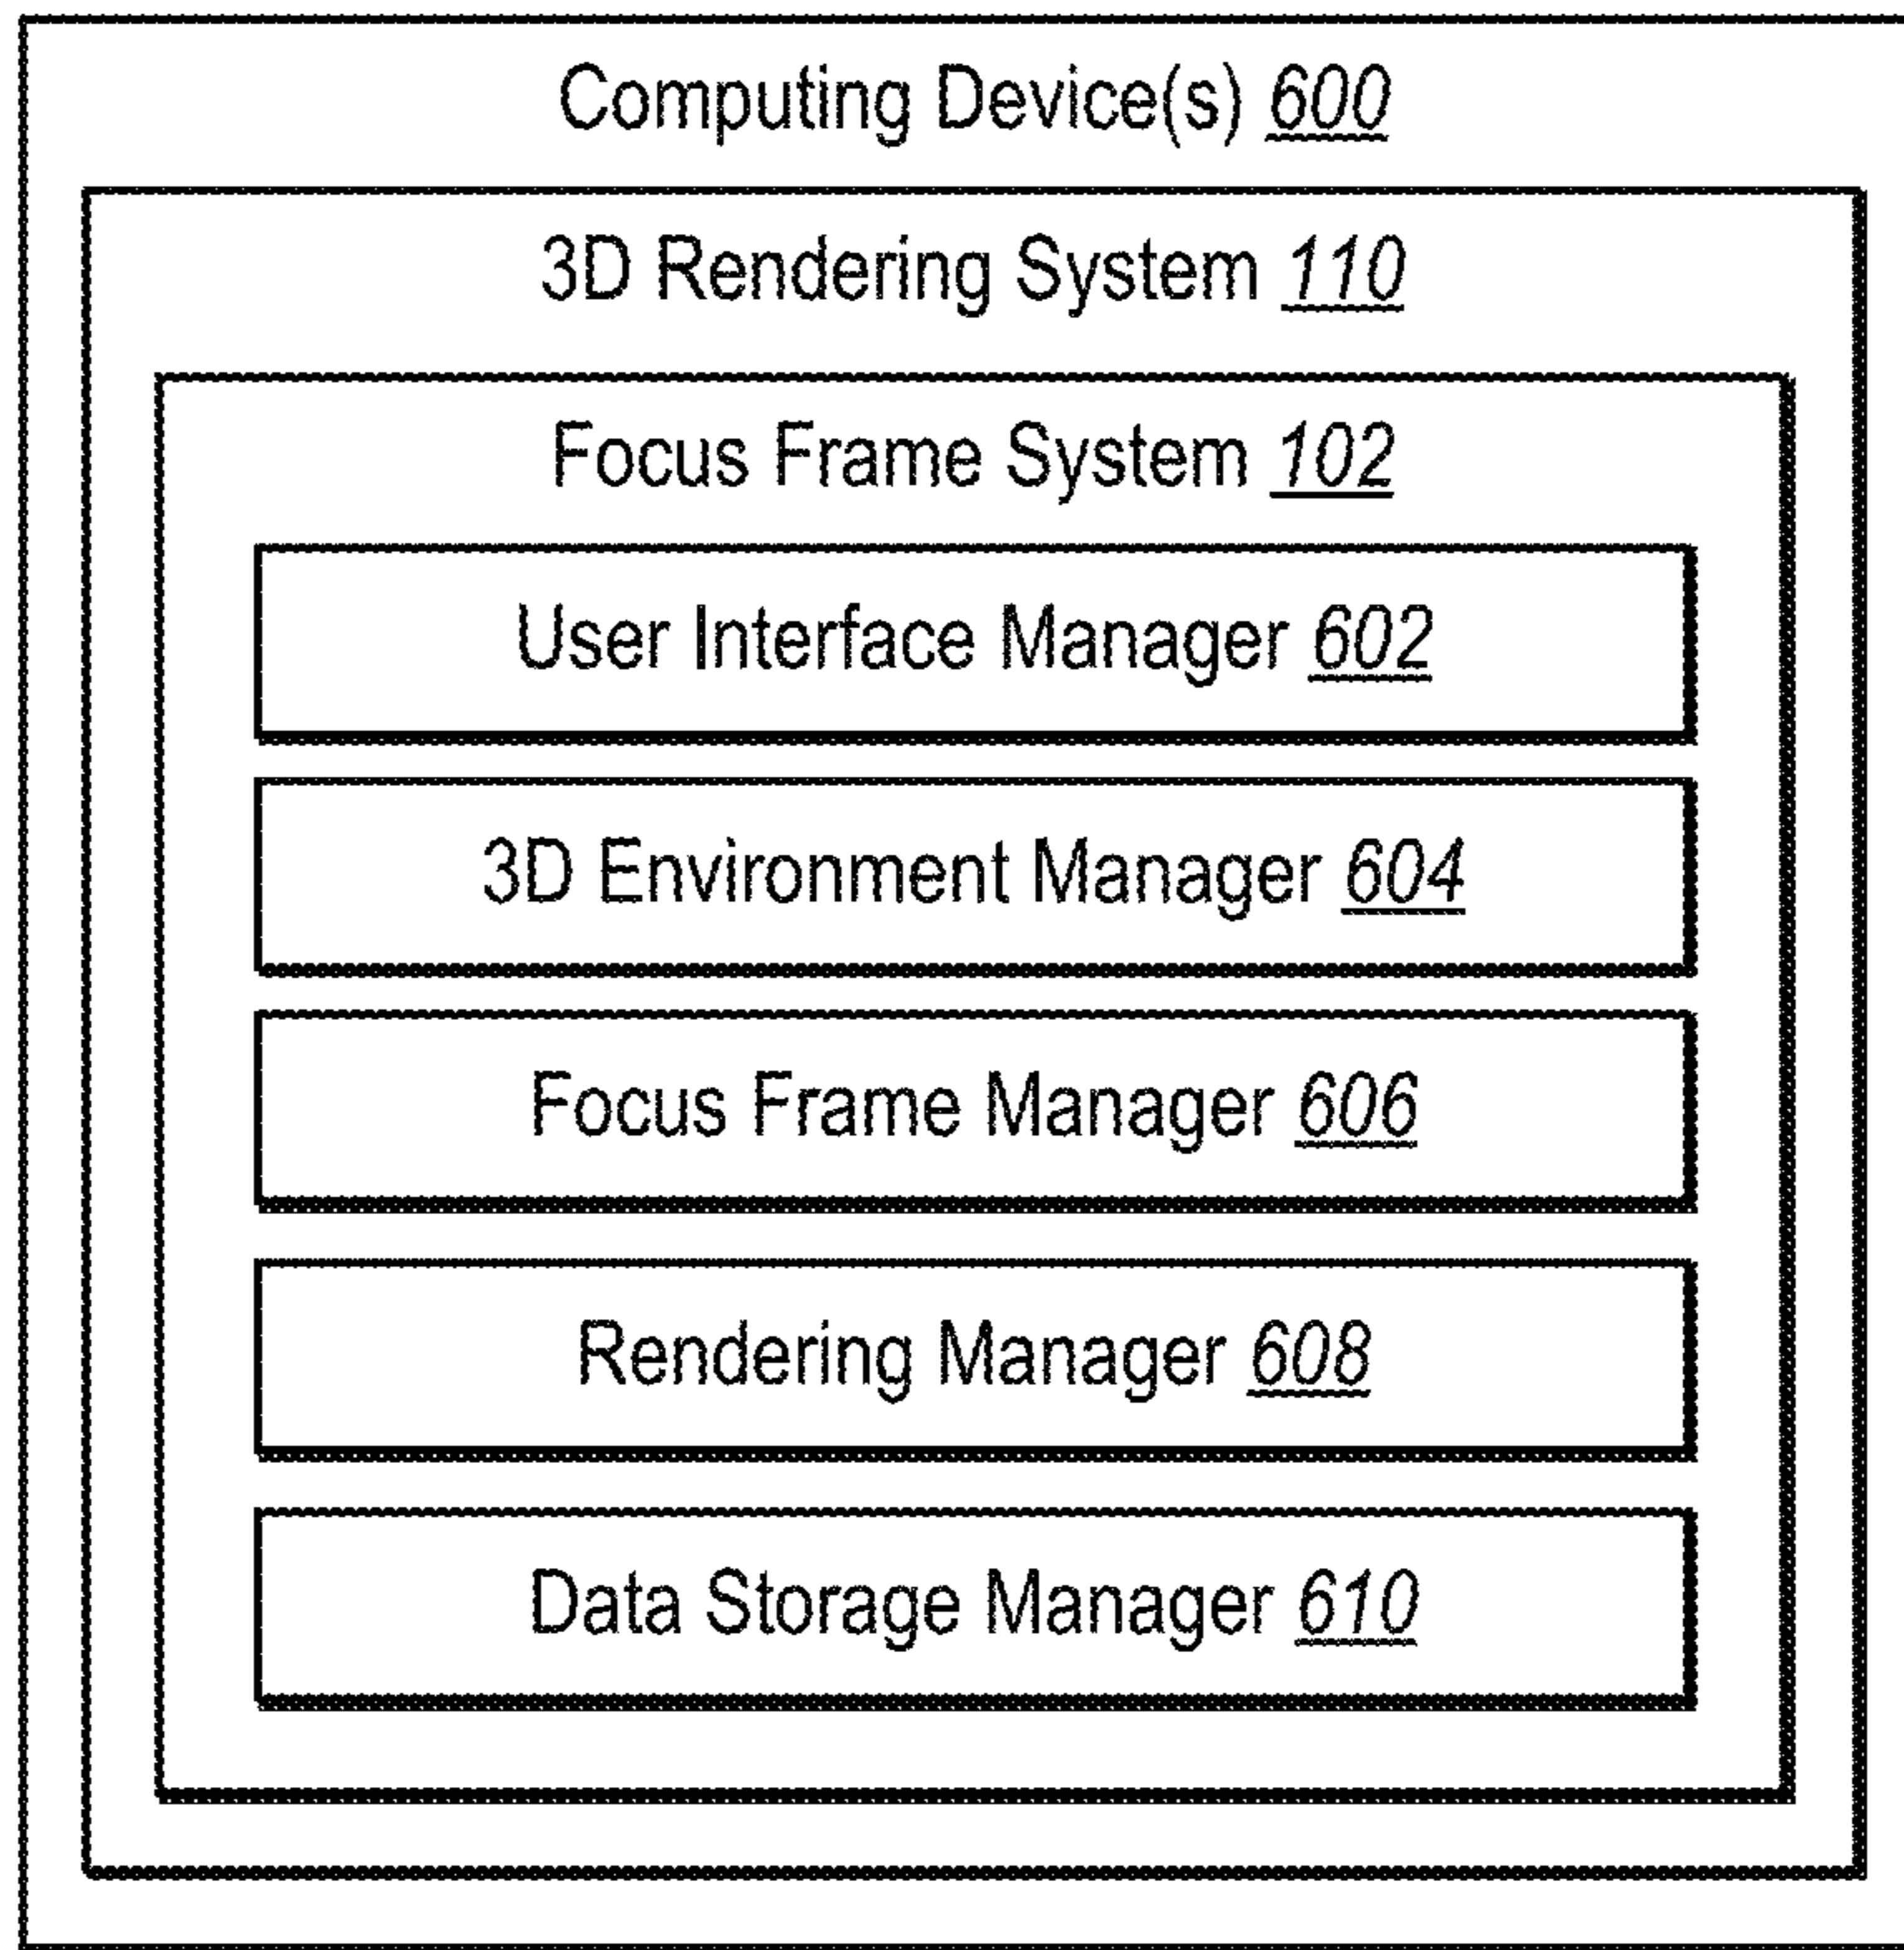 Computing Device(s) 600
3D Rendering System 110
Focus Frame System 102
User Interface Manager 602
3D Environment Manager 604
Focus Frame Manager 606
Rendering Manager 608
Data Storage Manager 610